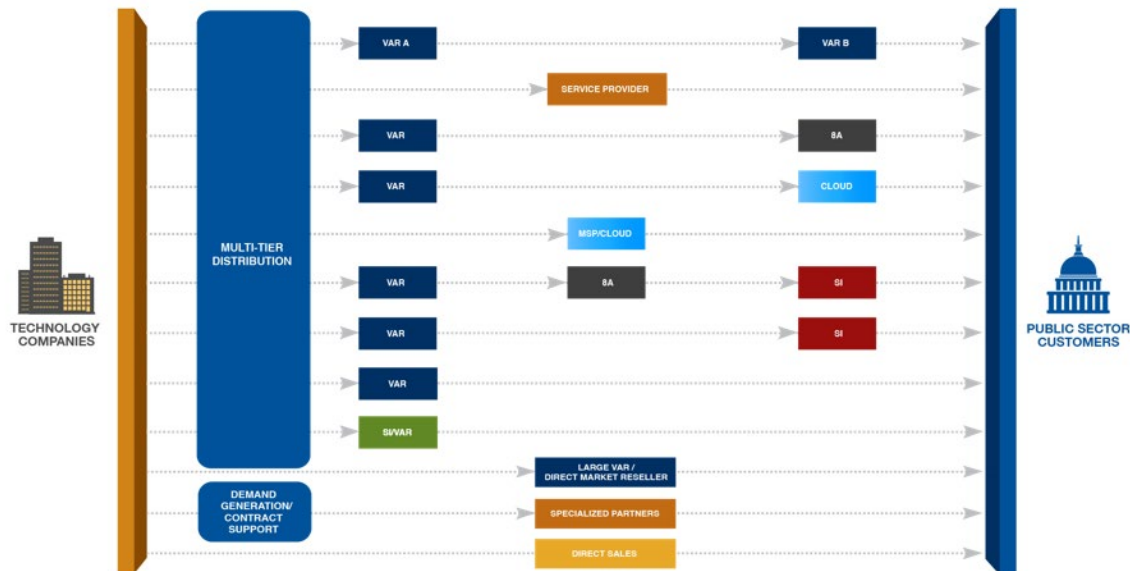 VAR A
VAR B
SERVICE PROVIDER
VAR
8A
VAR
CLOUD
MSP/CLOUD
MULTI-TIER
DISTRIBUTION
VAR
8A
SI
TECHNOLOGY
COMPANIES
PUBLIC SECTOR
CUSTOMERS
VAR
SI
VAR
SI/VAR
LARGE VAR /
DIRECT MARKET RESELLER
DEMAND
GENERATION/
CONTRACT
SUPPORT
SPECIALIZED PARTNERS
DIRECT SALES